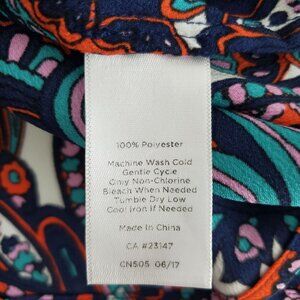 100% Polyester
Machine Wash Cold
Gentle Cycle
Only Non-Chlorine
Bleach When Needed
Tumble Dry Low
Cool Iron If Needed
Made In China
CA #23147
CN505 06/17